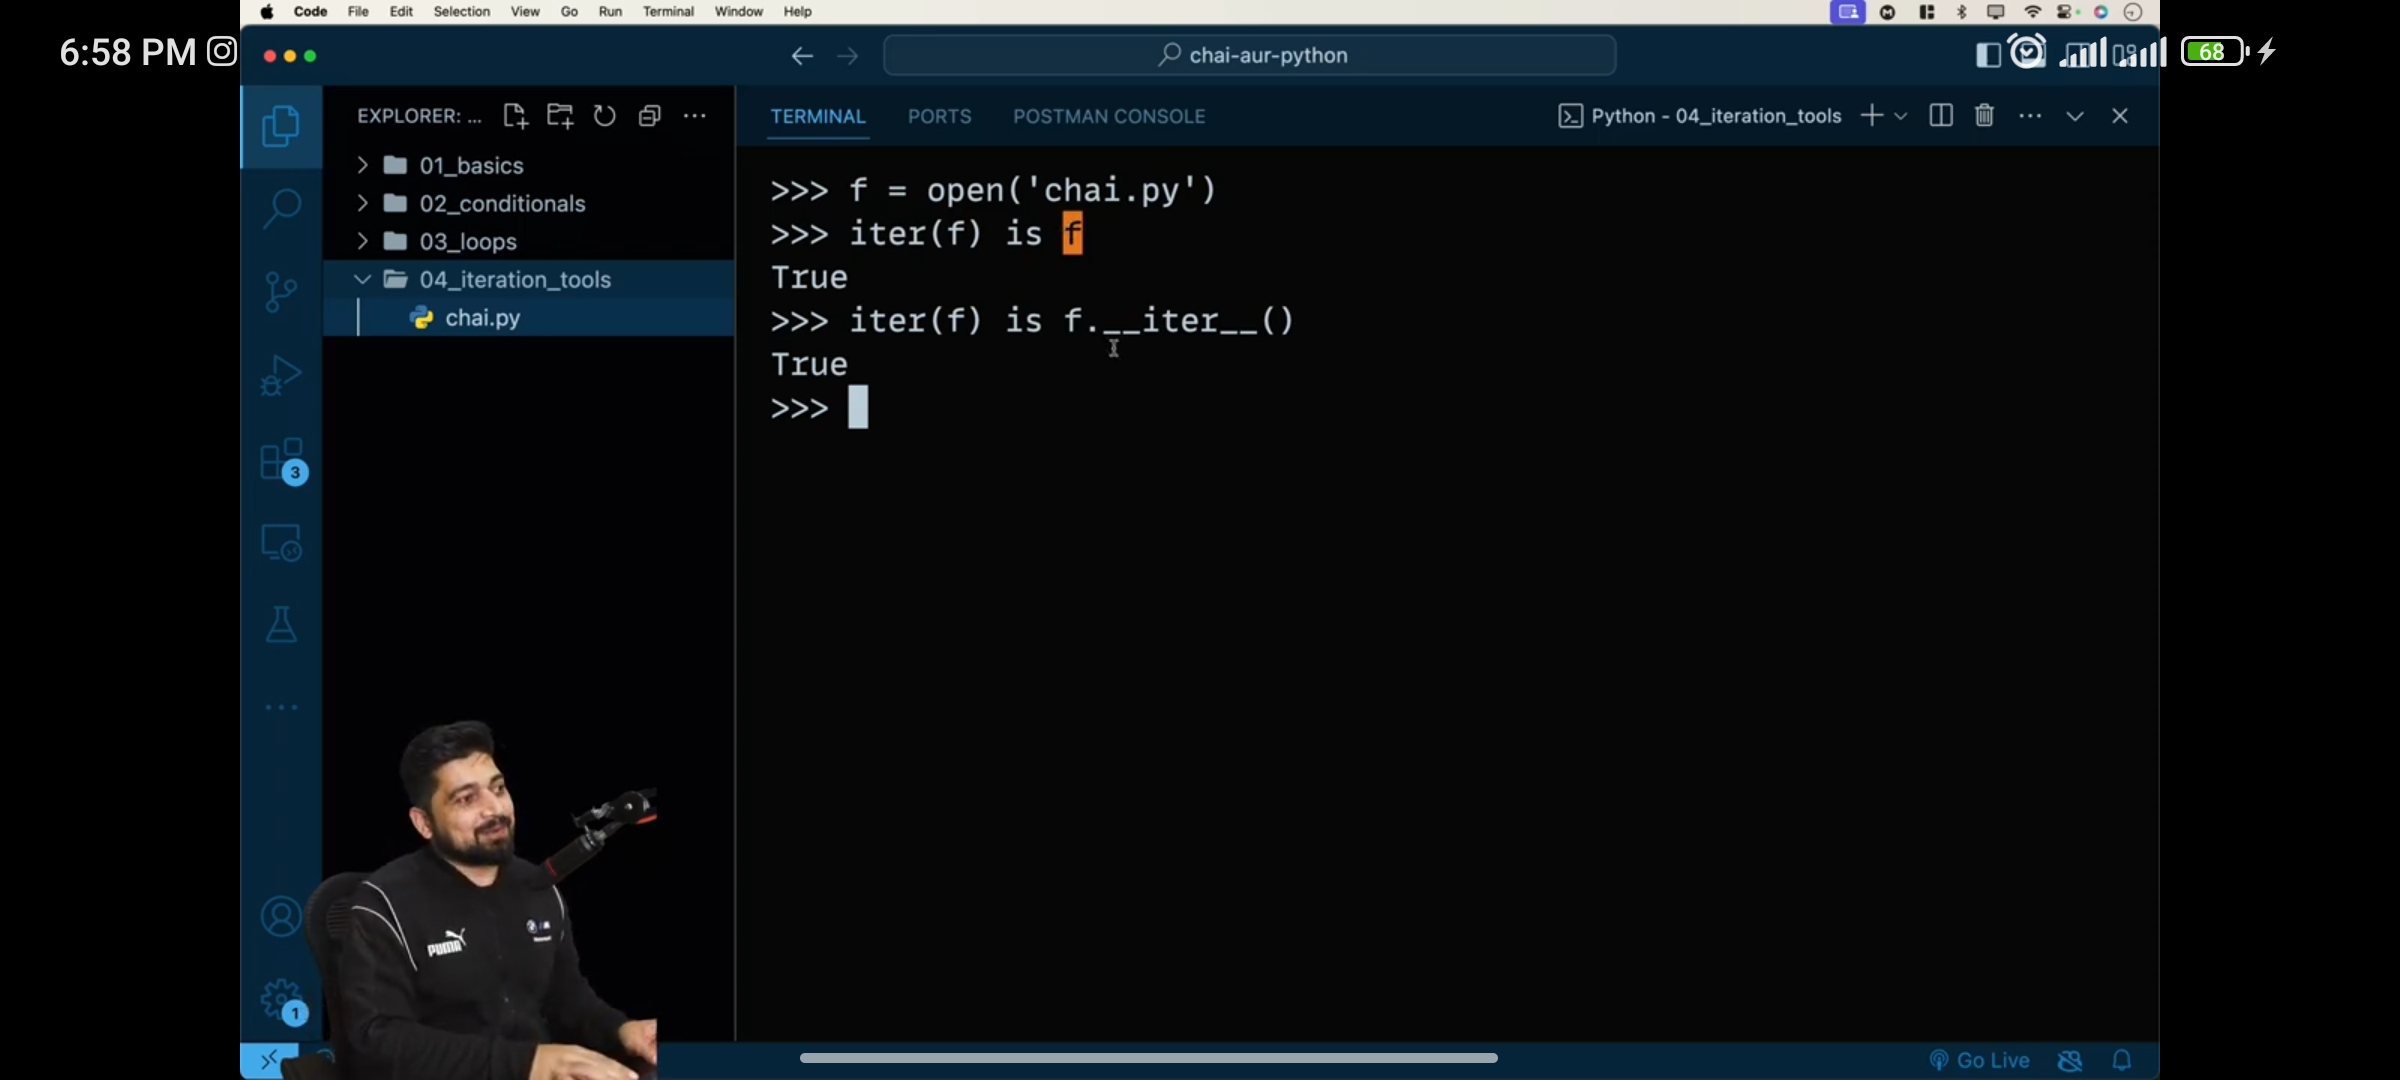 Code File Edit Selection View Go Run Terminal Window Help
6:58 PM
chai-aur-python
68
EXPLORER: ...
TERMINAL PORTS POSTMAN CONSOLE
Python - 04_iteration_tools
01_basics
02_conditionals
03_loops
04_iteration_tools
chai.py
>>> f = open('chai.py')
>>> iter(f) is f
True
>>> iter(f) is f.__iter__()
True
>>>
3
PUMA
1
Go Live